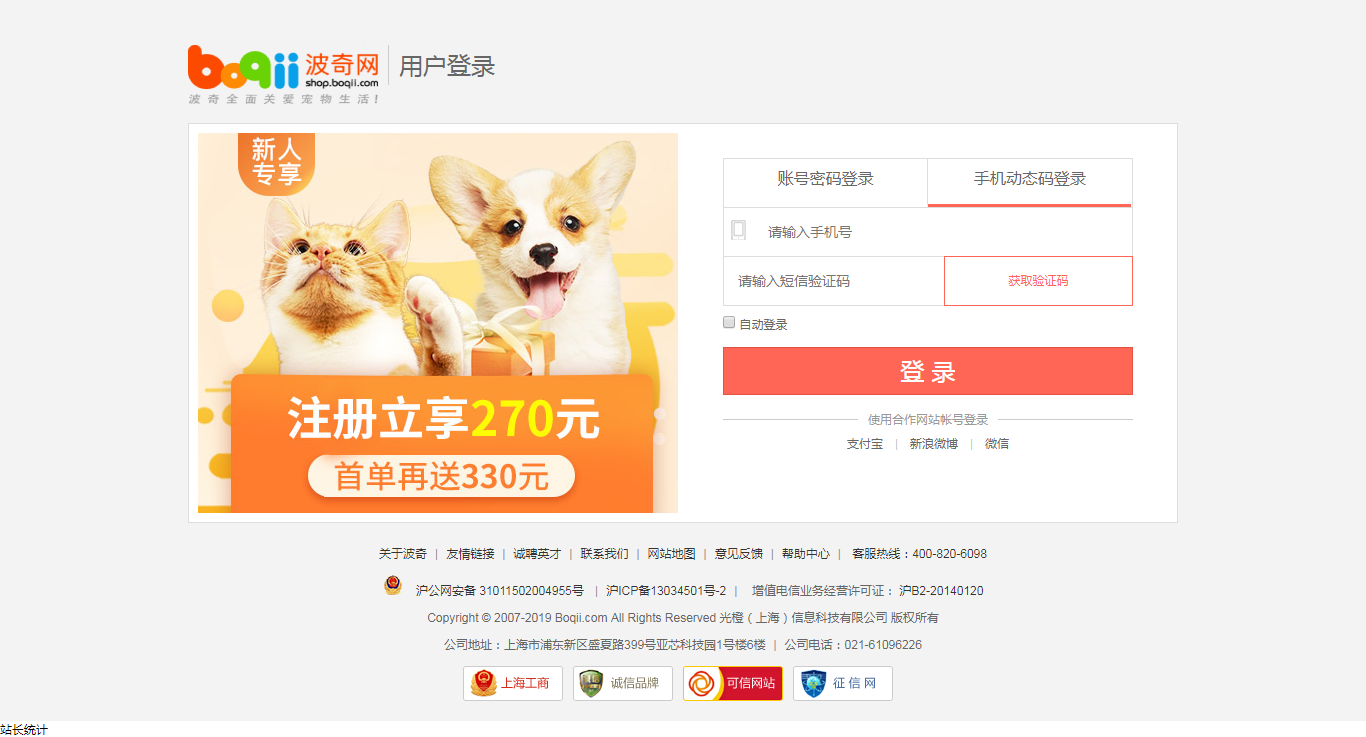 boqii 波奇网
shop.boqii.com
波奇全面关爱宠物生活!
用户登录
新人
专享
注册立享270元
首单再送330元
账号密码登录 手机动态码登录
请输入手机号
请输入短信验证码 获取验证码
自动登录
登 录
使用合作网站帐号登录
支付宝 | 新浪微博 | 微信
关于波奇 | 友情链接 | 诚聘英才 | 联系我们 | 网站地图 | 意见反馈 | 帮助中心 | 客服热线：400-820-6098
沪公网安备 31011502004955号 | 沪ICP备13034501号-2 | 增值电信业务经营许可证： 沪B2-20140120
Copyright © 2007-2019 Boqii.com All Rights Reserved 光橙（上海）信息科技有限公司 版权所有
公司地址：上海市浦东新区盛夏路399号亚芯科技园1号楼6楼 | 公司电话：021-61096226
上海工商 诚信品牌 可信网站 征 信 网
站长统计